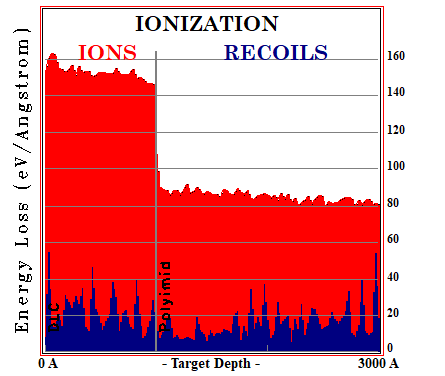 IONIZATION
IONS RECOILS
Energy Loss (eV/Angstrom)
160
140
120
100
80
60
40
20
0
DLC
Polyimid
0 A - Target Depth - 3000 A